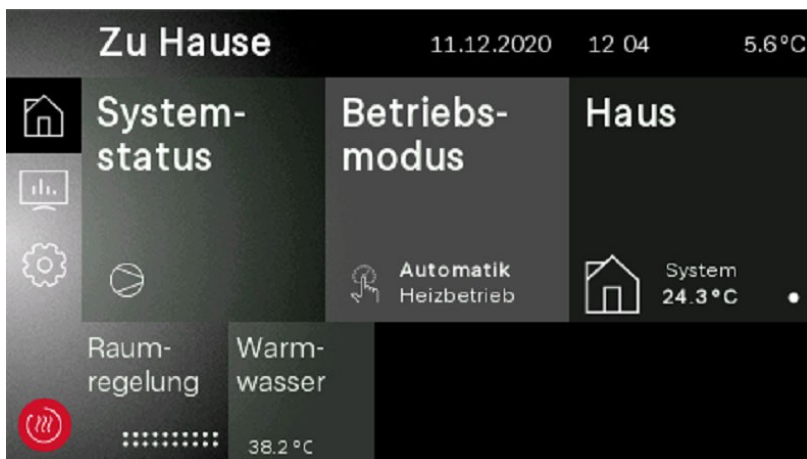 Zu Hause 11.12.2020 12 04 5.6°C
System-
status
Betriebs-
modus
Automatik
Heizbetrieb
Haus
System
24.3°C
Raum-
regelung
Warm-
wasser
38.2°C